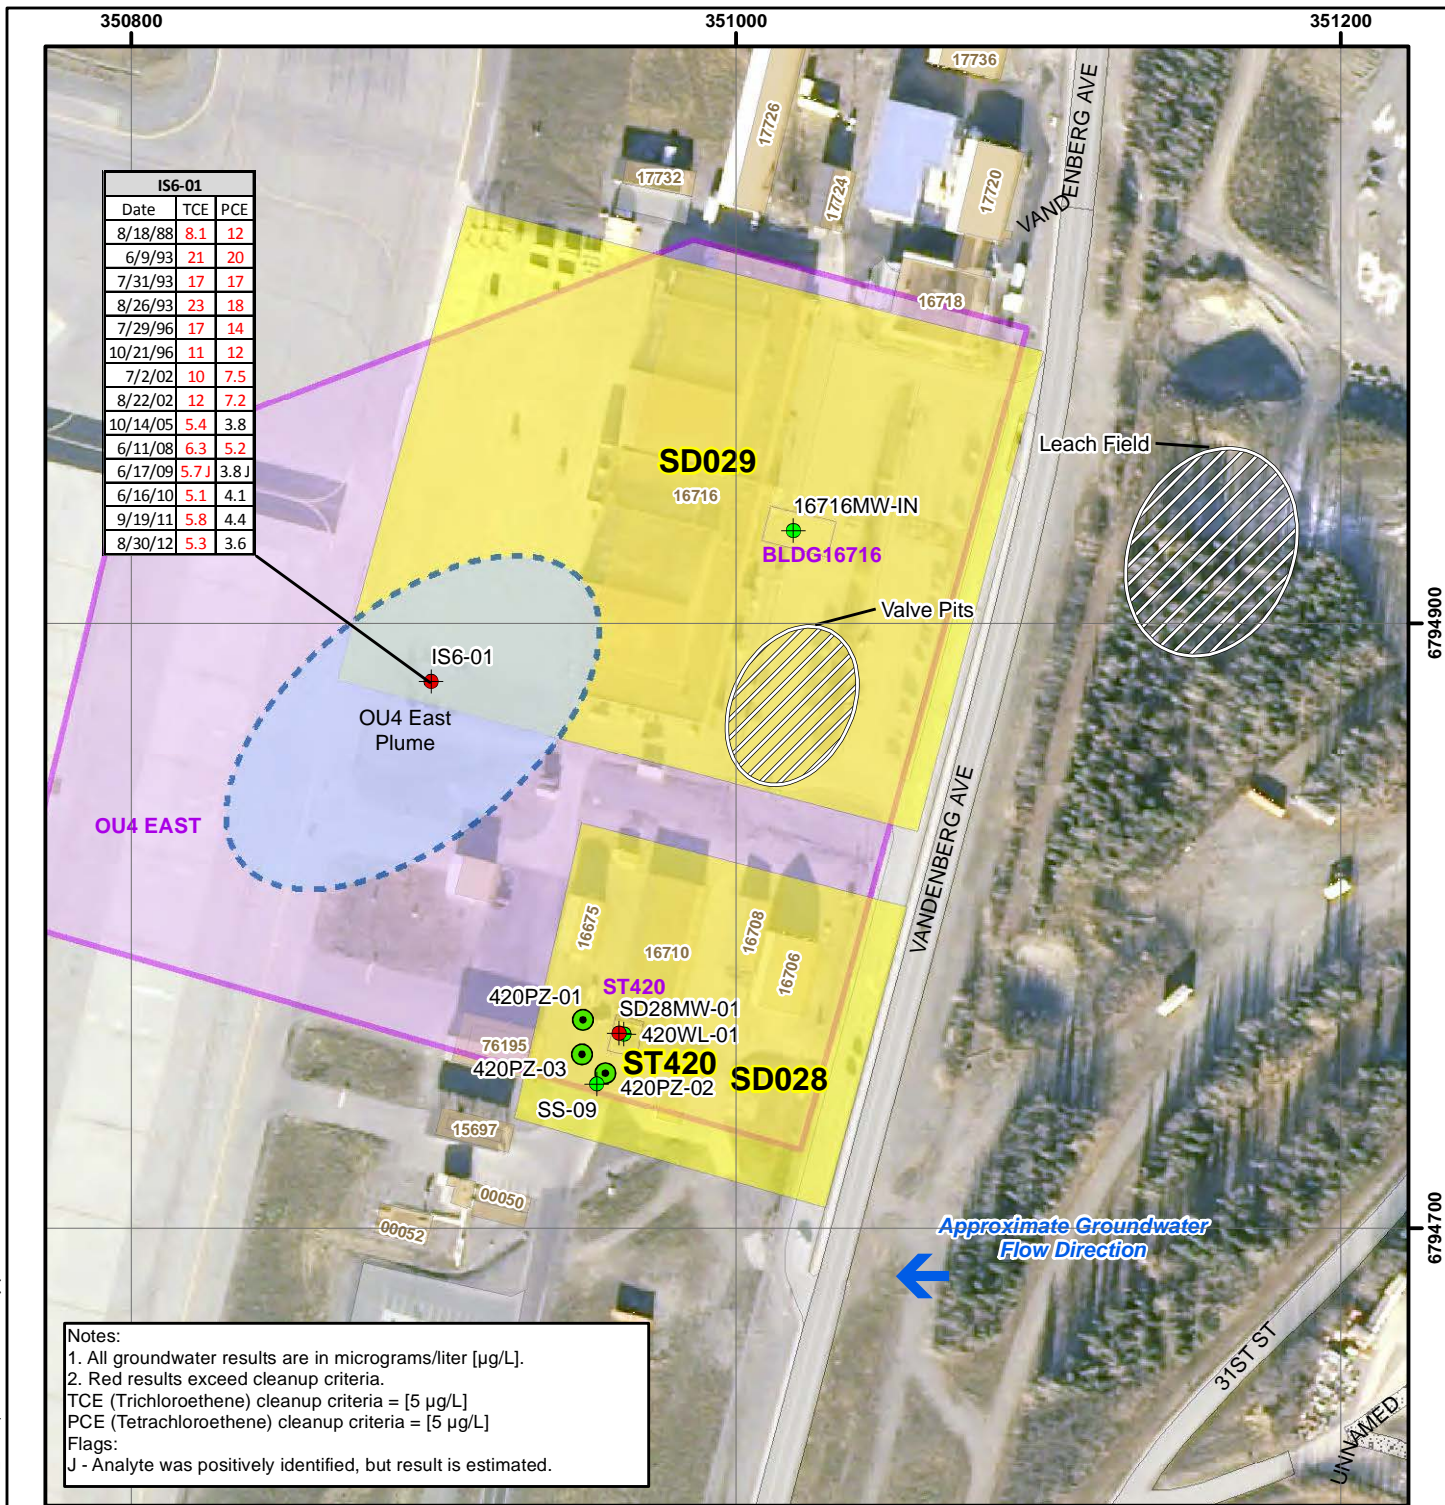 350800
351000
351200
17736
17726
VANDENBERG AVE
17732
17724
17720
IS6-01
Date TCE PCE
8/18/88 8.1 12
6/9/93 21 20
7/31/93 17 17
8/26/93 23 18
7/29/96 17 14
10/21/96 11 12
7/2/02 10 7.5
8/22/02 12 7.2
10/14/05 5.4 3.8
6/11/08 6.3 5.2
6/17/09 5.7 J 3.8 J
6/16/10 5.1 4.1
9/19/11 5.8 4.4
8/30/12 5.3 3.6
16718
SD029
16716
Leach Field
16716MW-IN
BLDG16716
Valve Pits
6794900
IS6-01
OU4 East
Plume
OU4 EAST
VANDENBERG AVE
16675
16710
16708
16706
ST420
420PZ-01
SD28MW-01
420WL-01
76195
420PZ-03
ST420
SD028
420PZ-02
SS-09
15697
00050
00052
Approximate Groundwater
Flow Direction
6794700
31ST ST
UNNAMED
Notes:
1. All groundwater results are in micrograms/liter [µg/L].
2. Red results exceed cleanup criteria.
TCE (Trichloroethene) cleanup criteria = [5 µg/L]
PCE (Tetrachloroethene) cleanup criteria = [5 µg/L]
Flags:
J - Analyte was positively identified, but result is estimated.